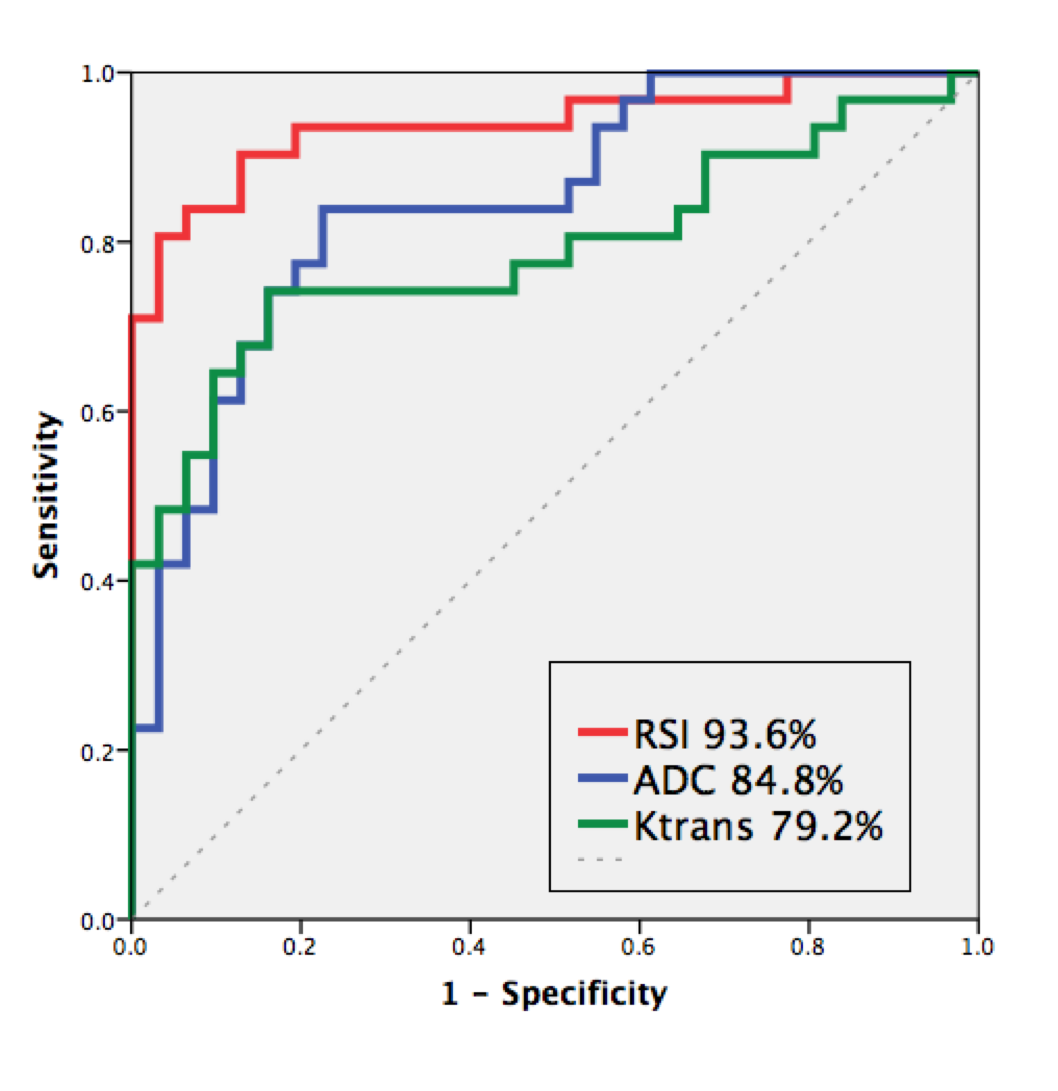 1.0
0.8
0.6
0.4
0.2
0.0
Sensitivity
RSI 93.6%
ADC 84.8%
Ktrans 79.2%
0.0 0.2 0.4 0.6 0.8 1.0
1 - Specificity